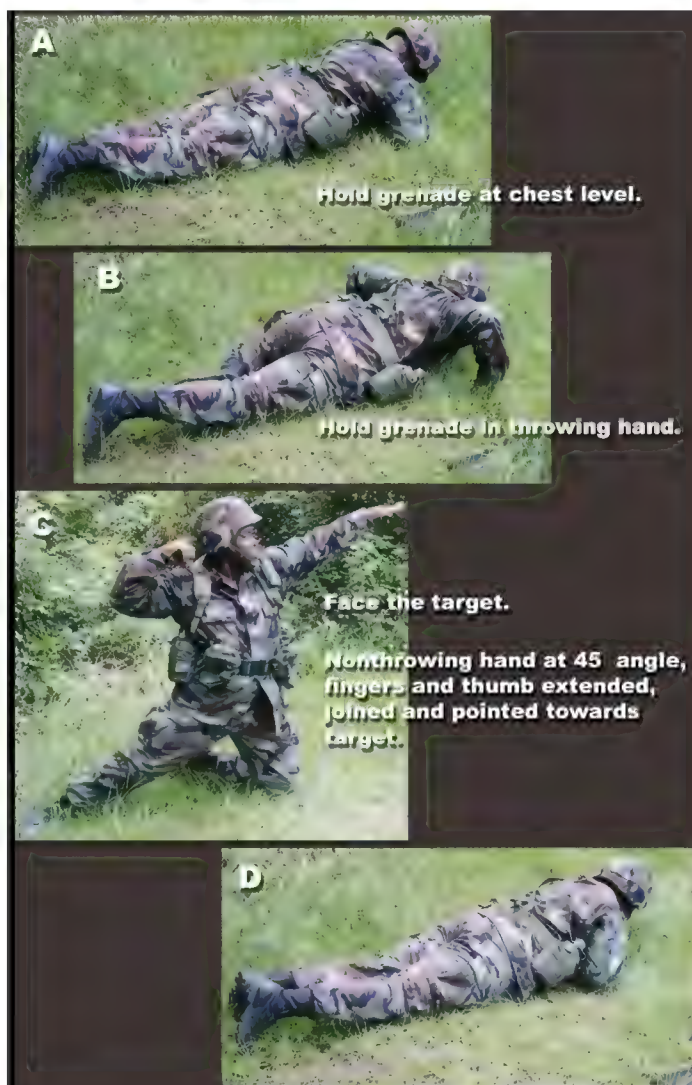 A
Hold grenade at chest level.
B
Hold grenade in throwing hand.
C
Face the target.
Nonthrowing hand at 45 angle,
fingers and thumb extended,
joined and pointed towards
target.
D